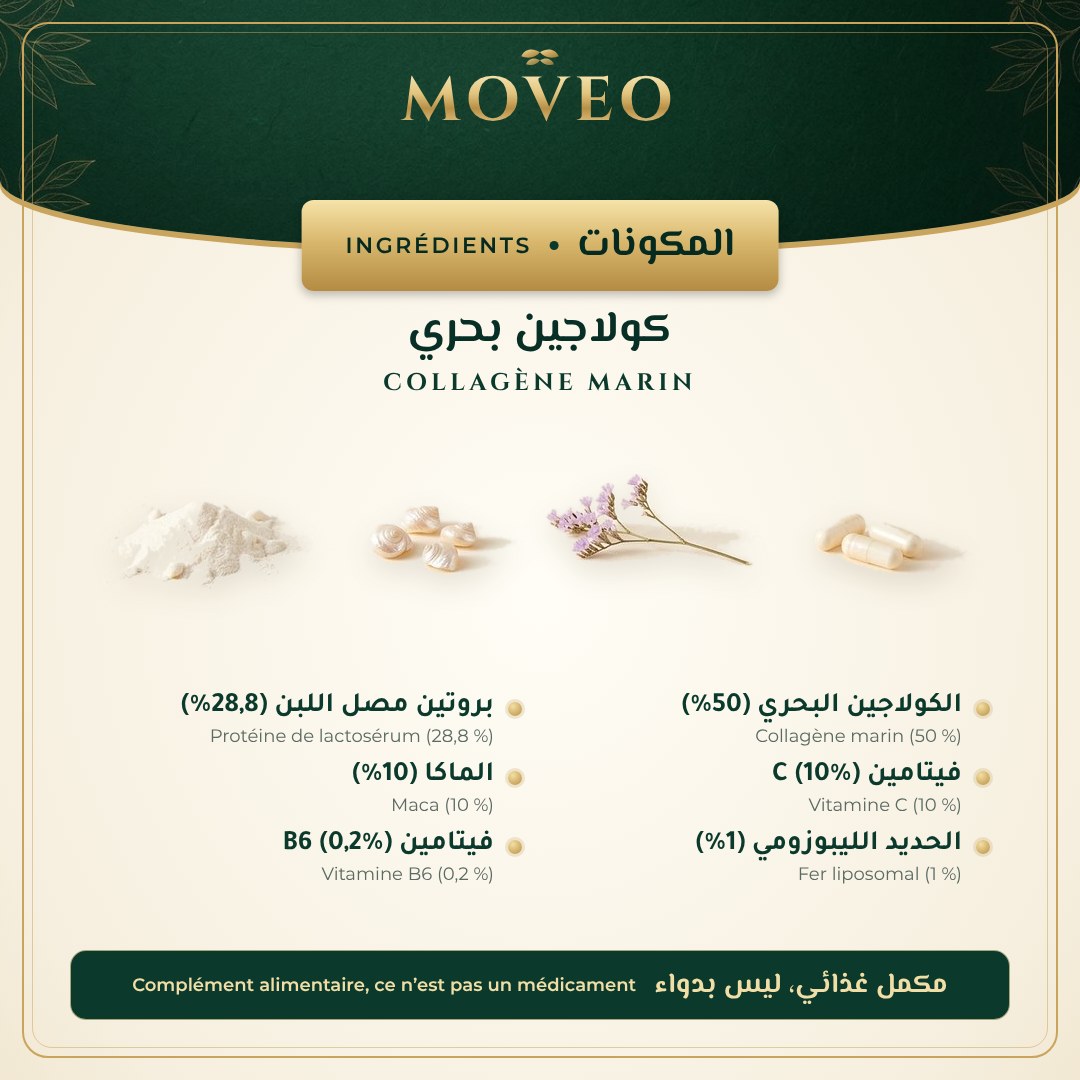 MOVEO
INGRÉDIENTS • المكونات
كولاجين بحري
COLLAGÈNE MARIN
الكولاجين البحري (50%)
Collagène marin (50 %)
فيتامين C (10%)
Vitamine C (10 %)
الحديد الليبوزومي (1%)
Fer liposomal (1 %)
بروتين مصل اللبن (28,8%)
Protéine de lactosérum (28,8 %)
الماكا (10%)
Maca (10 %)
فيتامين B6 (0,2%)
Vitamine B6 (0,2 %)
مكمل غذائي، ليس بدواء Complément alimentaire, ce n’est pas un médicament